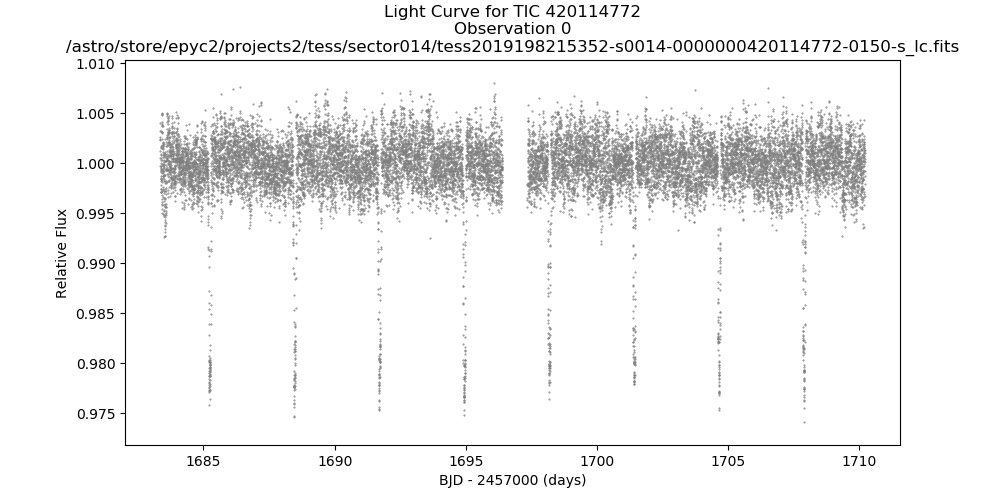 Light Curve for TIC 420114772
Observation 0
/astro/store/epyc2/projects2/tess/sector014/tess2019198215352-s0014-0000000420114772-0150-s_lc.fits
1.010
1.005
1.000
0.995
0.990
0.985
0.980
0.975
Relative Flux
1685
1690
1695
1700
1705
1710
BJD - 2457000 (days)